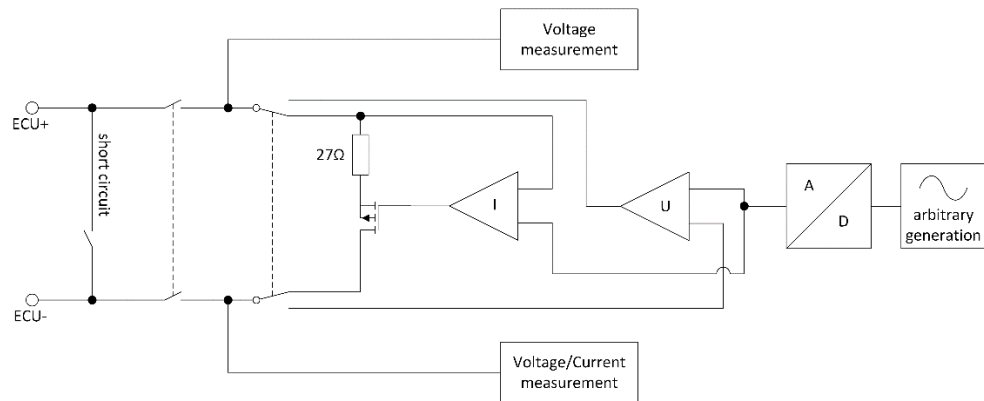 Voltage
measurement
ECU+
short circuit
27Ω
I
U
A
D
arbitrary
generation
ECU-
Voltage/Current
measurement